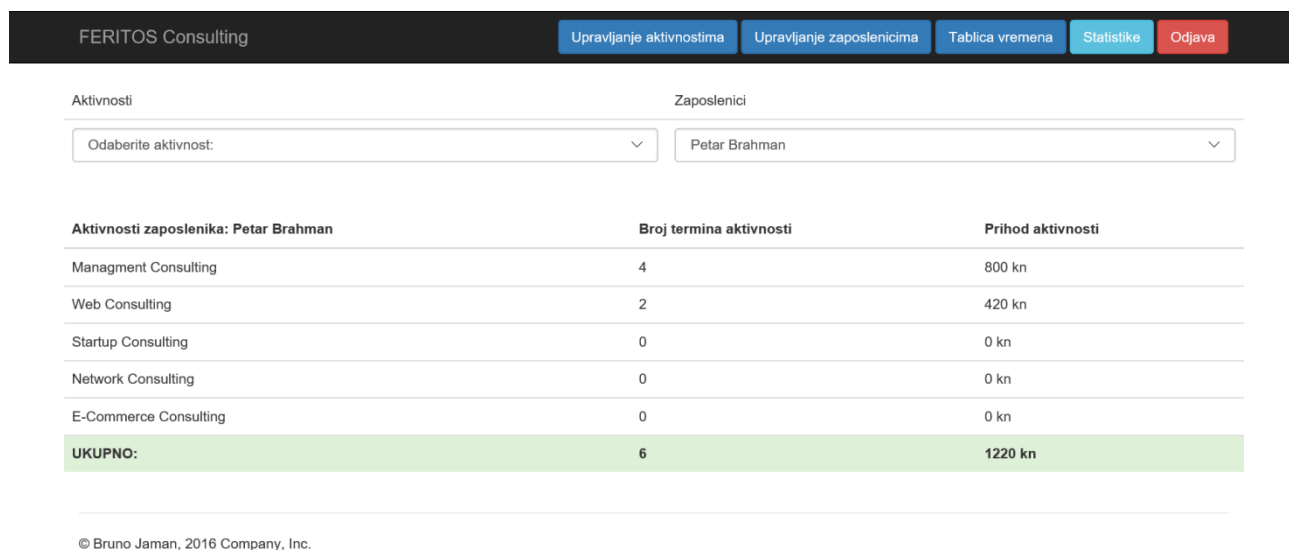 FERITOS Consulting Upravljanje aktivnostima Upravljanje zaposlenicima Tablica vremena Statistike Odjava
Aktivnosti Zaposlenici
Odaberite aktivnost: Petar Brahman
Aktivnosti zaposlenika: Petar Brahman Broj termina aktivnosti Prihod aktivnosti
Managment Consulting 4 800 kn
Web Consulting 2 420 kn
Startup Consulting 0 0 kn
Network Consulting 0 0 kn
E-Commerce Consulting 0 0 kn
UKUPNO: 6 1220 kn
© Bruno Jaman, 2016 Company, Inc.